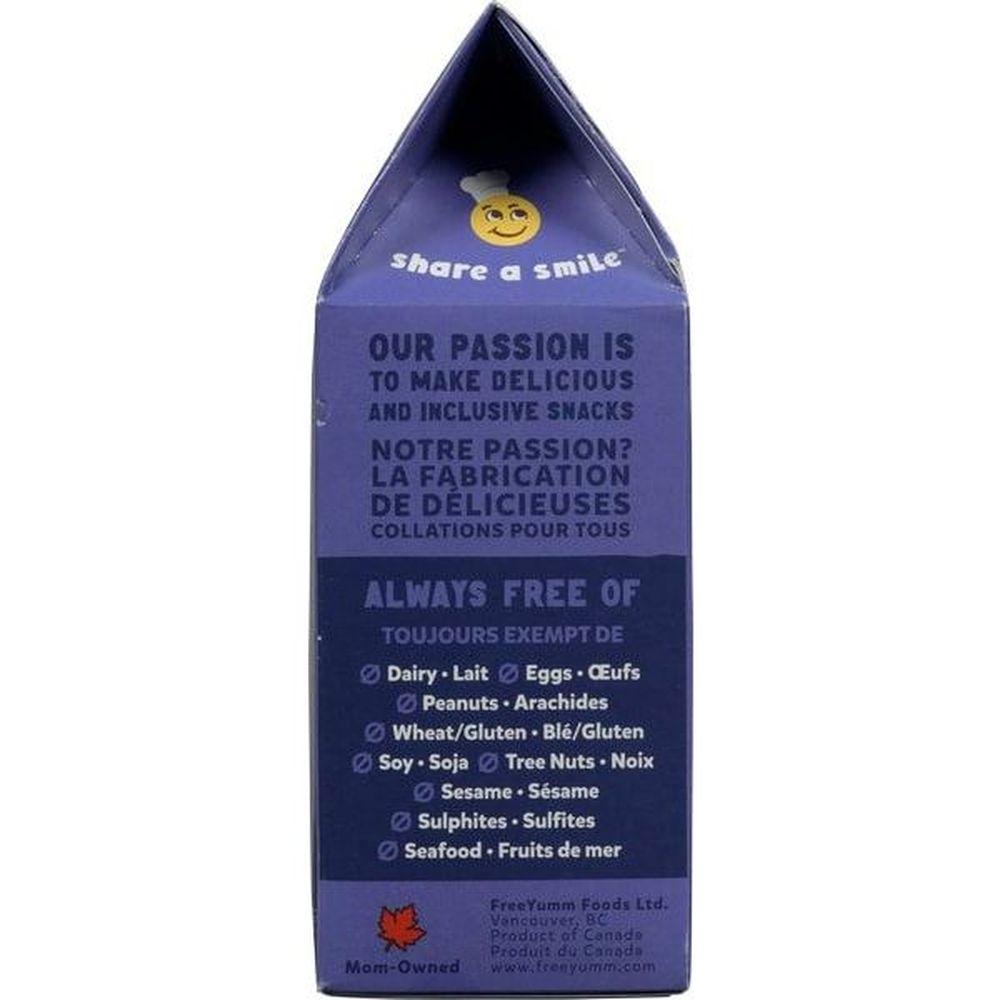 share a smile™
OUR PASSION IS
TO MAKE DELICIOUS
AND INCLUSIVE SNACKS
NOTRE PASSION?
LA FABRICATION
DE DÉLICIEUSES
COLLATIONS POUR TOUS
ALWAYS FREE OF
TOUJOURS EXEMPT DE
Dairy • Lait Eggs • Œufs
Peanuts • Arachides
Wheat/Gluten • Blé/Gluten
Soy • Soja Tree Nuts • Noix
Sesame • Sésame
Sulphites • Sulfites
Seafood • Fruits de mer
Mom-Owned
FreeYumm Foods Ltd.
Vancouver, BC
Product of Canada
Produit du Canada
www.freeyumm.com